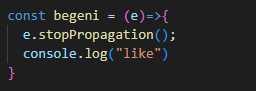 const begeni = (e)=>{
  e.stopPropagation();
  console.log("like")
}